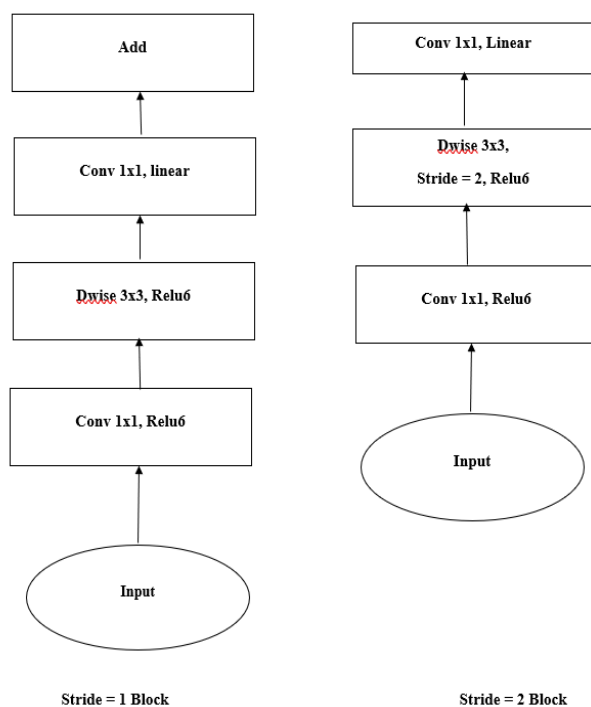 Add
Conv 1x1, linear
Dwise 3x3, Relu6
Conv 1x1, Relu6
Input
Stride = 1 Block
Conv 1x1, Linear
Dwise 3x3,
Stride = 2, Relu6
Conv 1x1, Relu6
Input
Stride = 2 Block